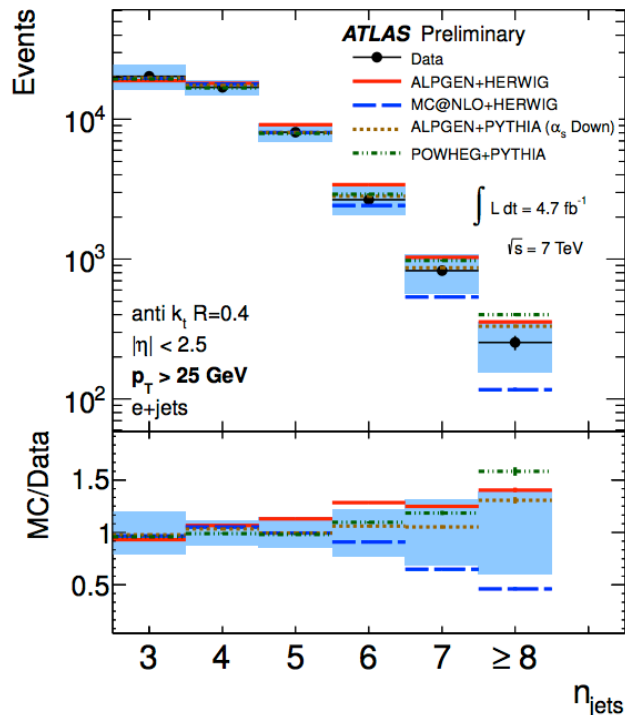 Events
ATLAS Preliminary
Data
ALPGEN+HERWIG
MC@NLO+HERWIG
ALPGEN+PYTHIA (αs Down)
POWHEG+PYTHIA
∫ L dt = 4.7 fb⁻¹
√s = 7 TeV
10⁴
10³
10²
anti kt R=0.4
|η| < 2.5
pT > 25 GeV
e+jets
MC/Data
1.5
1
0.5
3 4 5 6 7 ≥ 8
njets